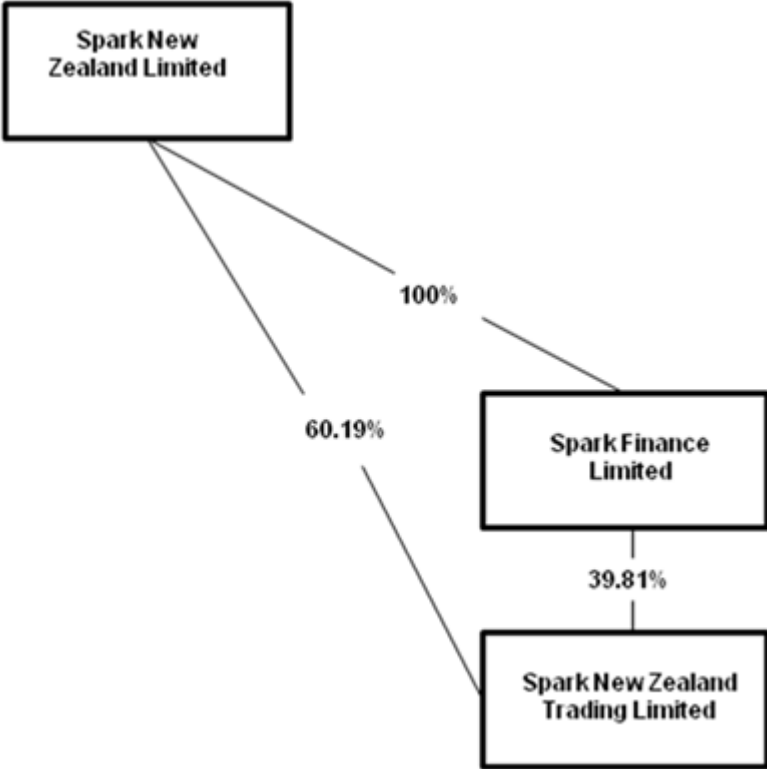 Spark New
Zealand Limited
100%
60.19%
Spark Finance
Limited
39.81%
Spark New Zealand
Trading Limited